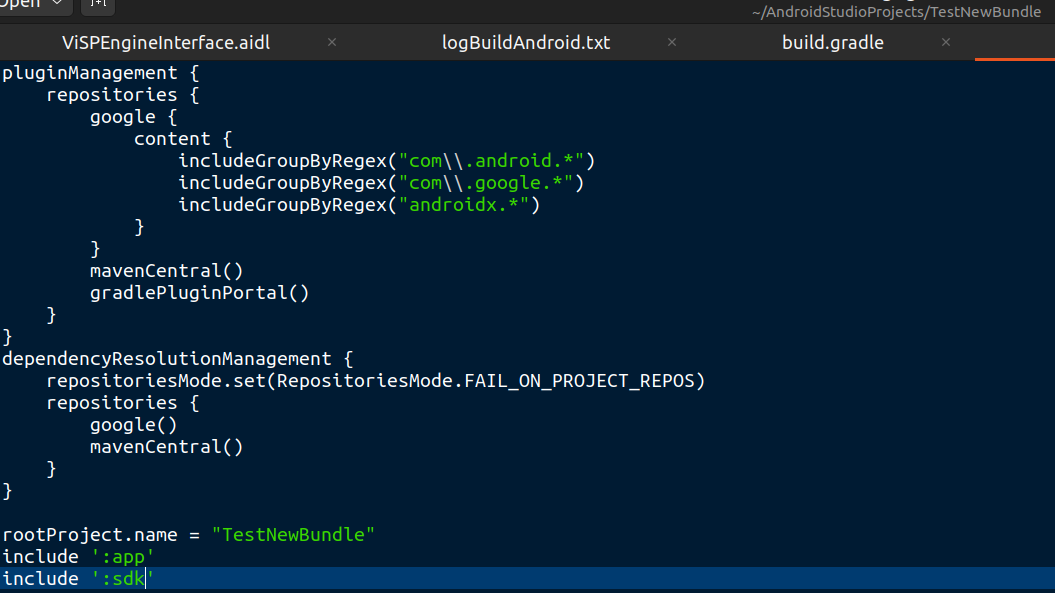 Open
~/AndroidStudioProjects/TestNewBundle
ViSPEngineInterface.aidl × logBuildAndroid.txt × build.gradle ×
pluginManagement {
    repositories {
        google {
            content {
                includeGroupByRegex("com\\.android.*")
                includeGroupByRegex("com\\.google.*")
                includeGroupByRegex("androidx.*")
            }
        }
        mavenCentral()
        gradlePluginPortal()
    }
}
dependencyResolutionManagement {
    repositoriesMode.set(RepositoriesMode.FAIL_ON_PROJECT_REPOS)
    repositories {
        google()
        mavenCentral()
    }
}

rootProject.name = "TestNewBundle"
include ':app'
include ':sdk'